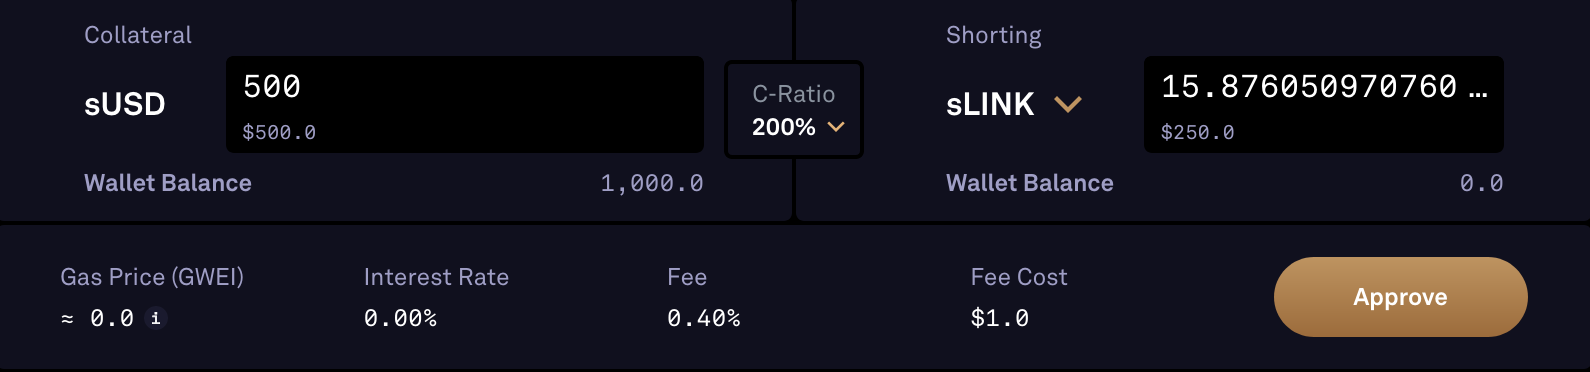 Collateral
sUSD
500
$500.0
Wallet Balance 1,000.0
C-Ratio
200%
Shorting
sLINK
15.876050970760 ...
$250.0
Wallet Balance 0.0
Gas Price (GWEI) Interest Rate Fee Fee Cost
≈ 0.0 i 0.00% 0.40% $1.0
Approve